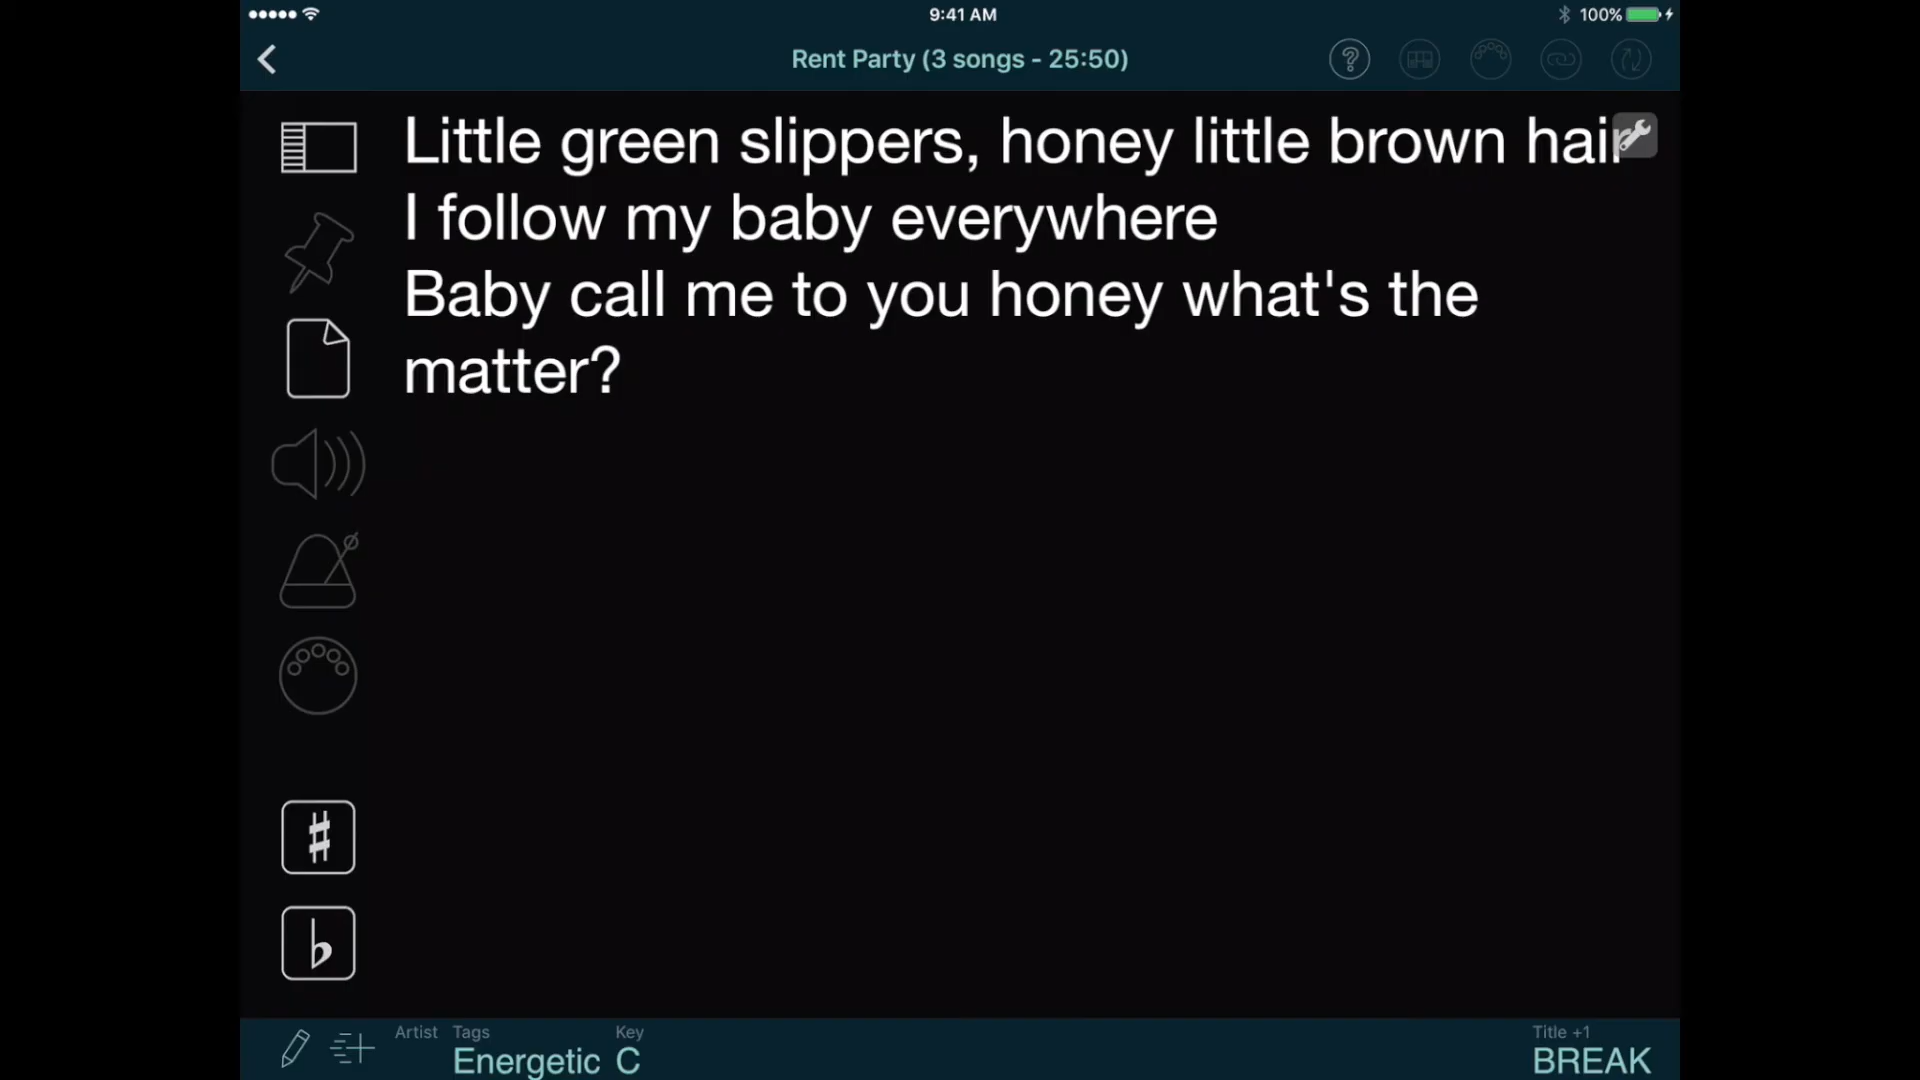 9:41 AM
100%
Rent Party (3 songs - 25:50)
Little green slippers, honey little brown hair
I follow my baby everywhere
Baby call me to you honey what's the
matter?
Artist Tags Key
Energetic C
Title +1
BREAK